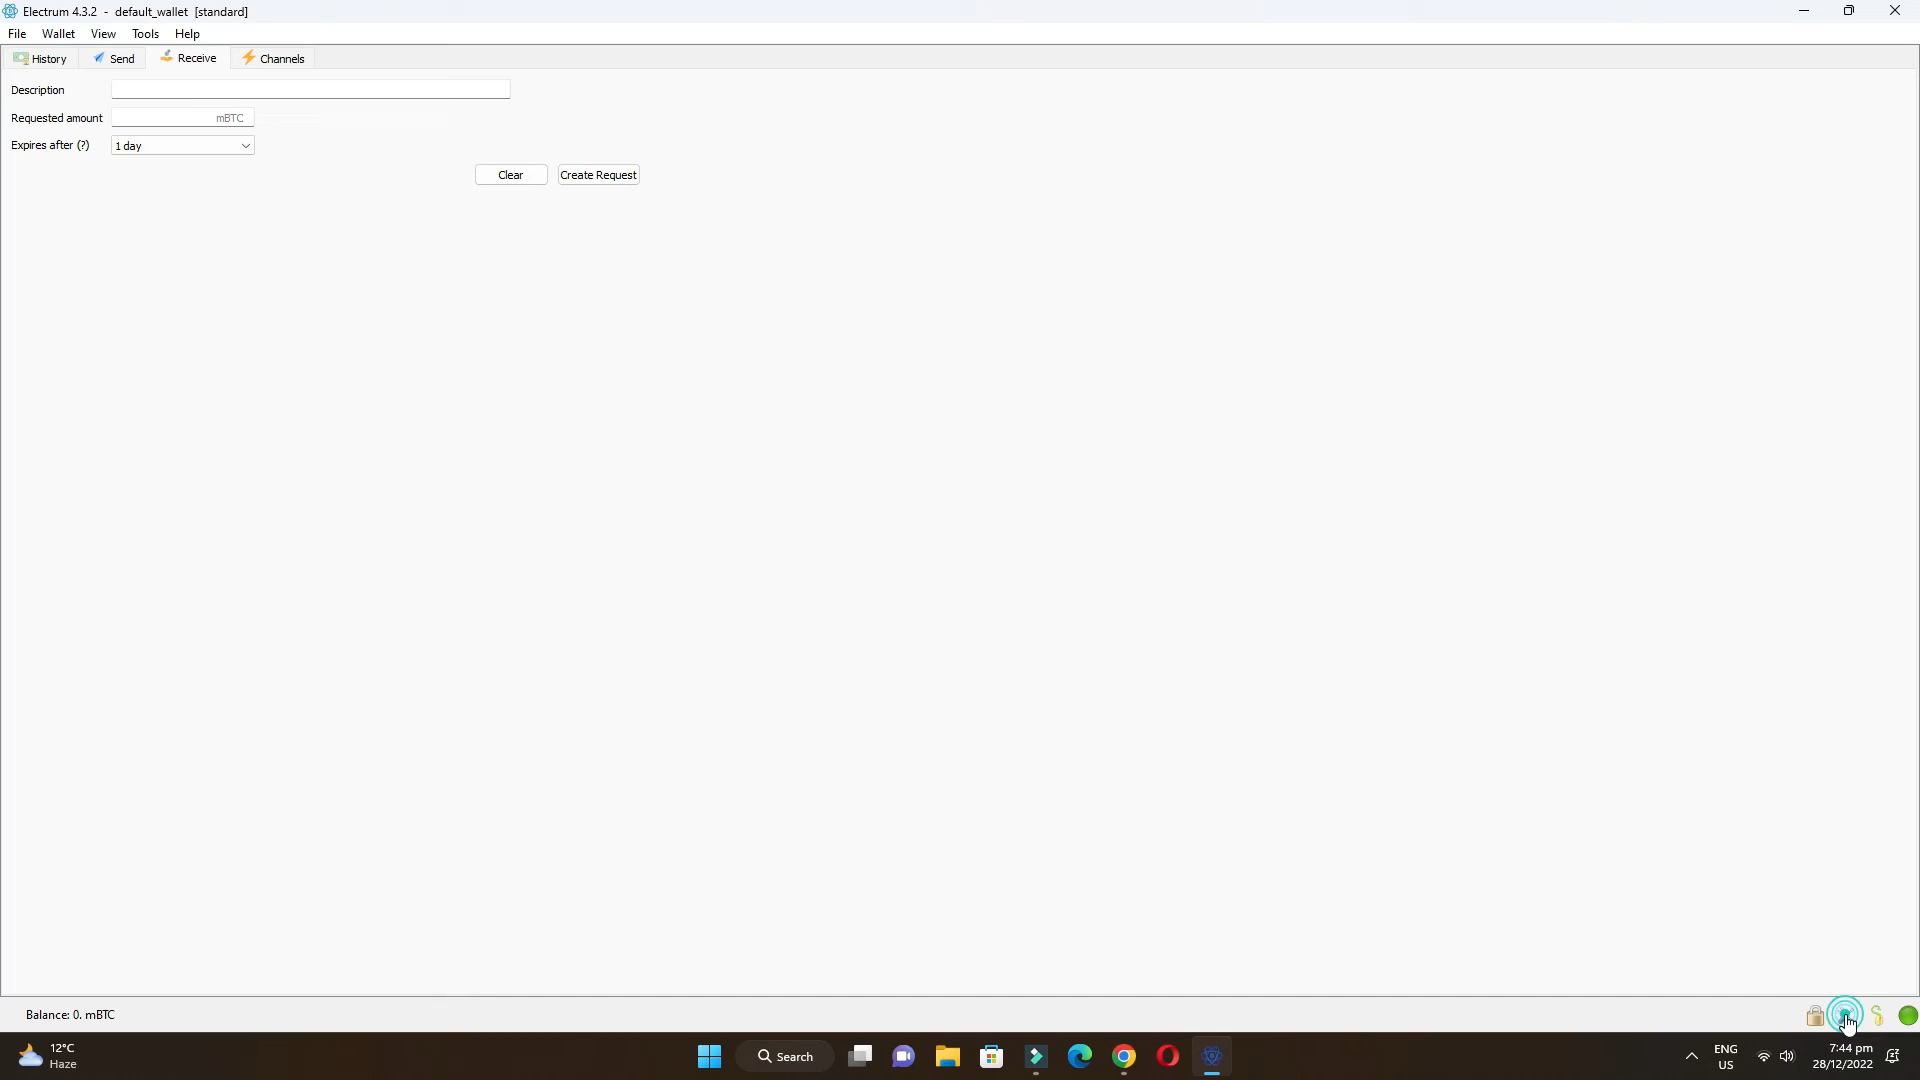 Electrum 4.3.2 - default_wallet [standard]
File Wallet View Tools Help
History Send Receive Channels
Description
Requested amount mBTC
Expires after (?) 1 day
Clear Create Request
Balance: 0. mBTC
12°C
Haze
Search
ENG
US
7:44 pm
28/12/2022